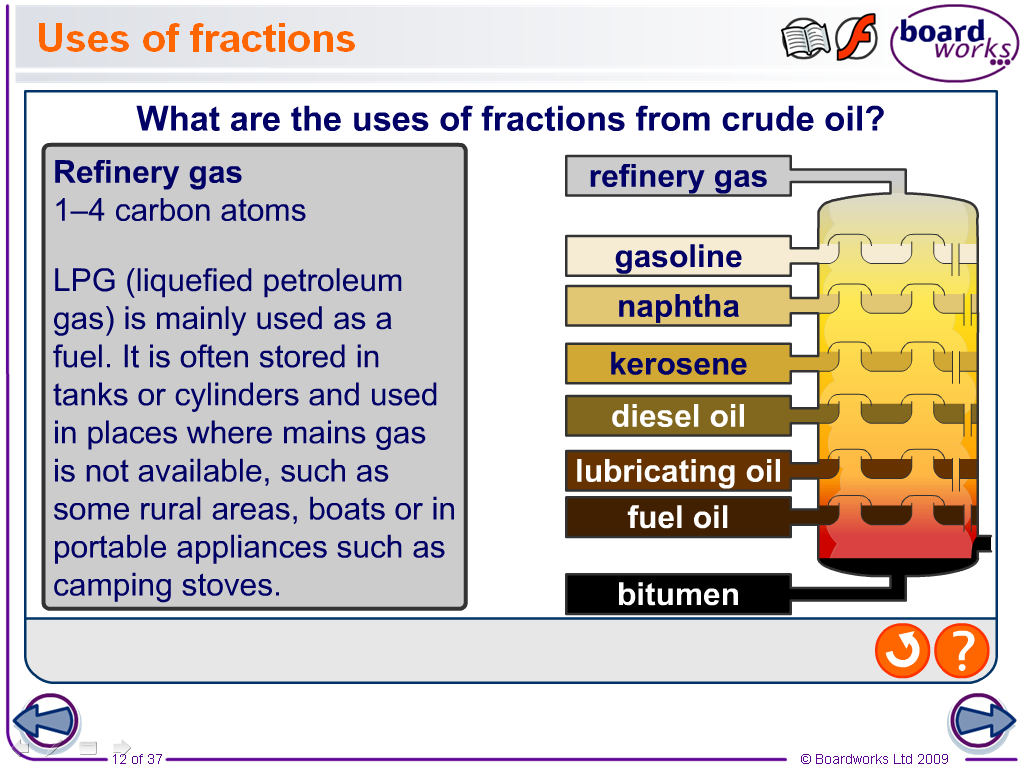 Uses of fractions
board
works
What are the uses of fractions from crude oil?
Refinery gas
1–4 carbon atoms
LPG (liquefied petroleum
gas) is mainly used as a
fuel. It is often stored in
tanks or cylinders and used
in places where mains gas
is not available, such as
some rural areas, boats or in
portable appliances such as
camping stoves.
refinery gas
gasoline
naphtha
kerosene
diesel oil
lubricating oil
fuel oil
bitumen
?
12 of 37
© Boardworks Ltd 2009